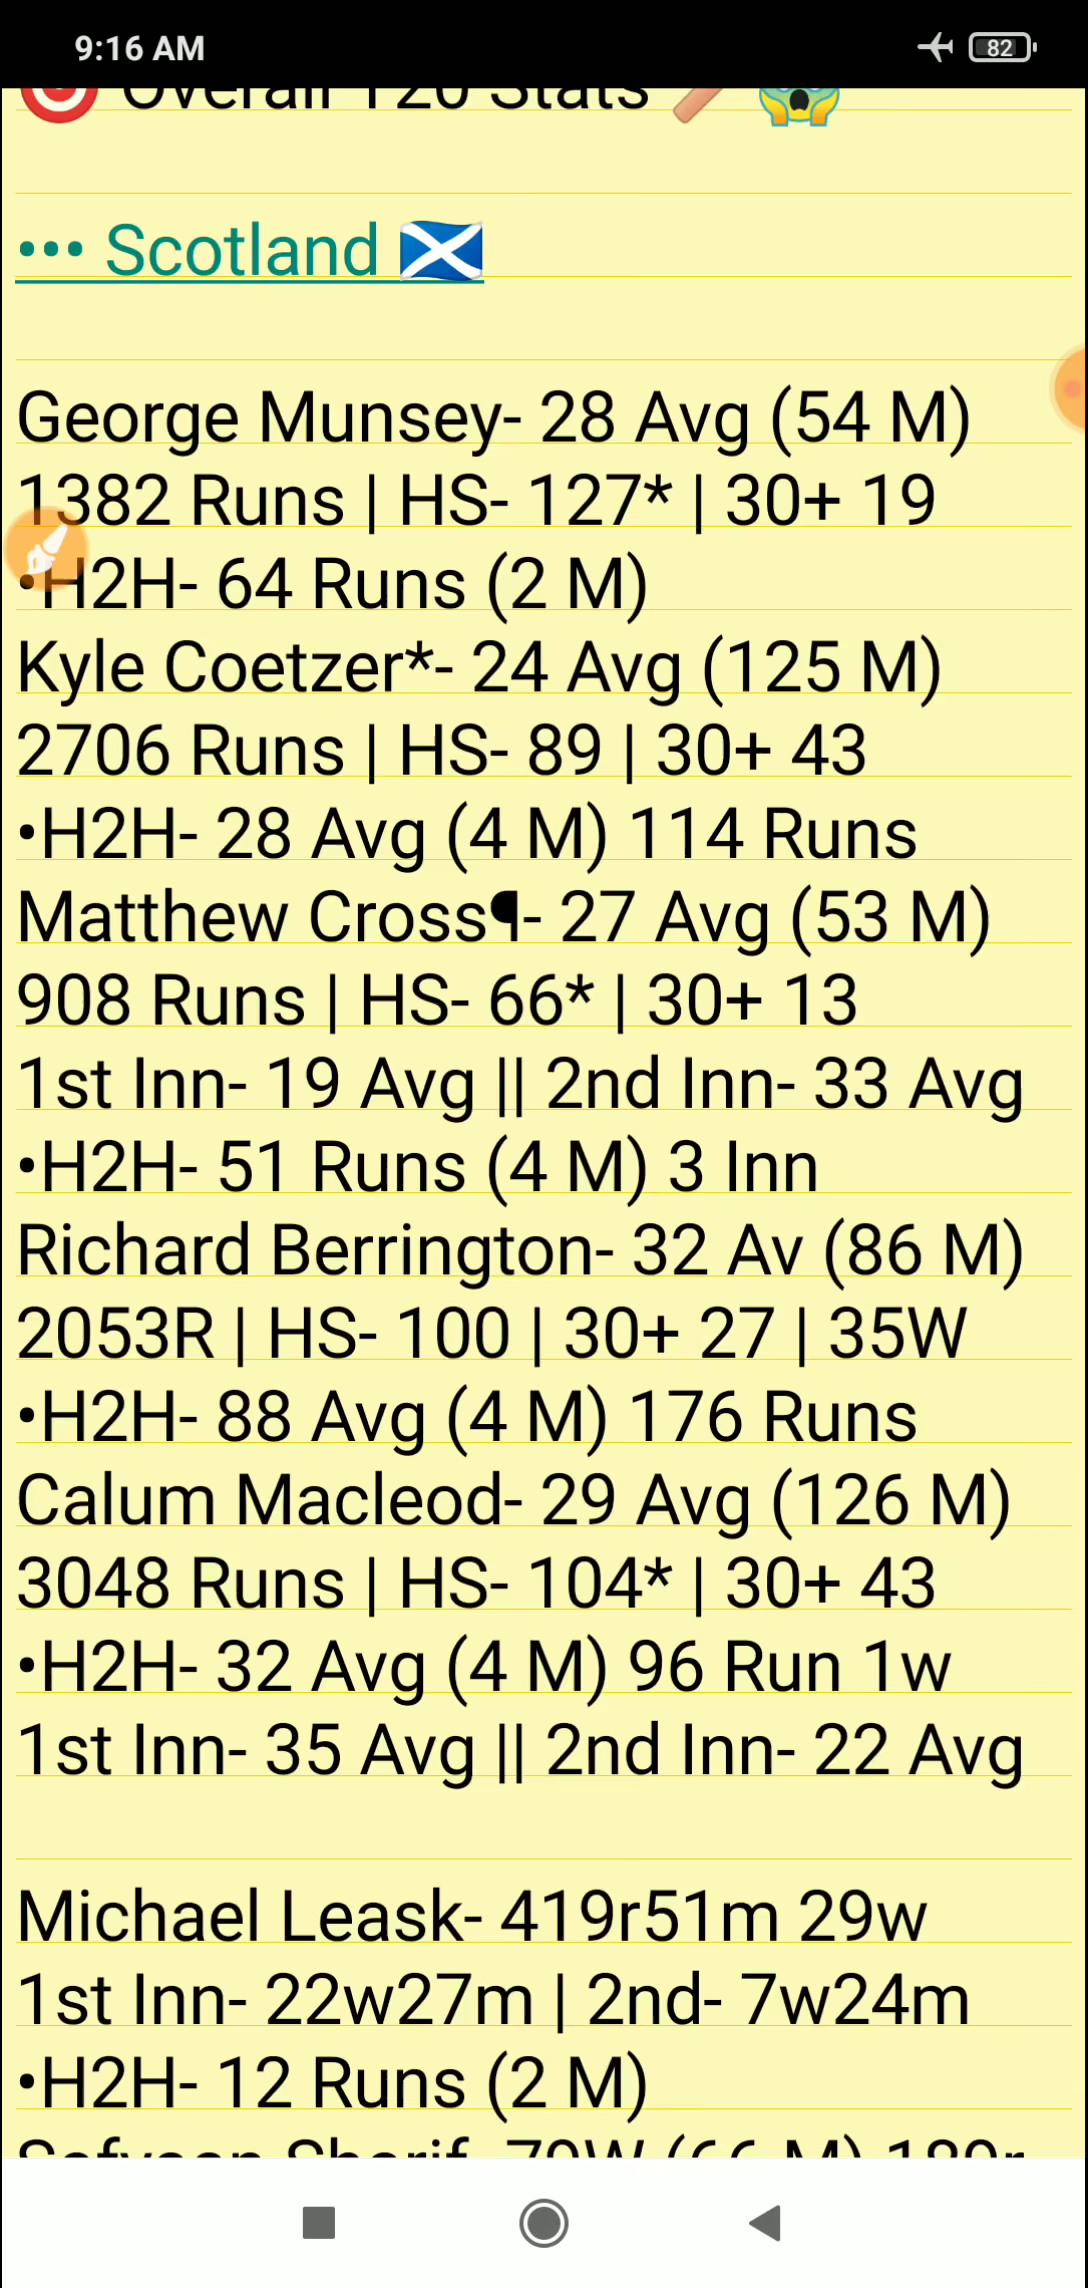 9:16 AM
82
Overall T20 Stats
••• Scotland
George Munsey- 28 Avg (54 M)
1382 Runs | HS- 127* | 30+ 19
•H2H- 64 Runs (2 M)
Kyle Coetzer*- 24 Avg (125 M)
2706 Runs | HS- 89 | 30+ 43
•H2H- 28 Avg (4 M) 114 Runs
Matthew Cross¶- 27 Avg (53 M)
908 Runs | HS- 66* | 30+ 13
1st Inn- 19 Avg || 2nd Inn- 33 Avg
•H2H- 51 Runs (4 M) 3 Inn
Richard Berrington- 32 Av (86 M)
2053R | HS- 100 | 30+ 27 | 35W
•H2H- 88 Avg (4 M) 176 Runs
Calum Macleod- 29 Avg (126 M)
3048 Runs | HS- 104* | 30+ 43
•H2H- 32 Avg (4 M) 96 Run 1w
1st Inn- 35 Avg || 2nd Inn- 22 Avg
Michael Leask- 419r51m 29w
1st Inn- 22w27m | 2nd- 7w24m
•H2H- 12 Runs (2 M)